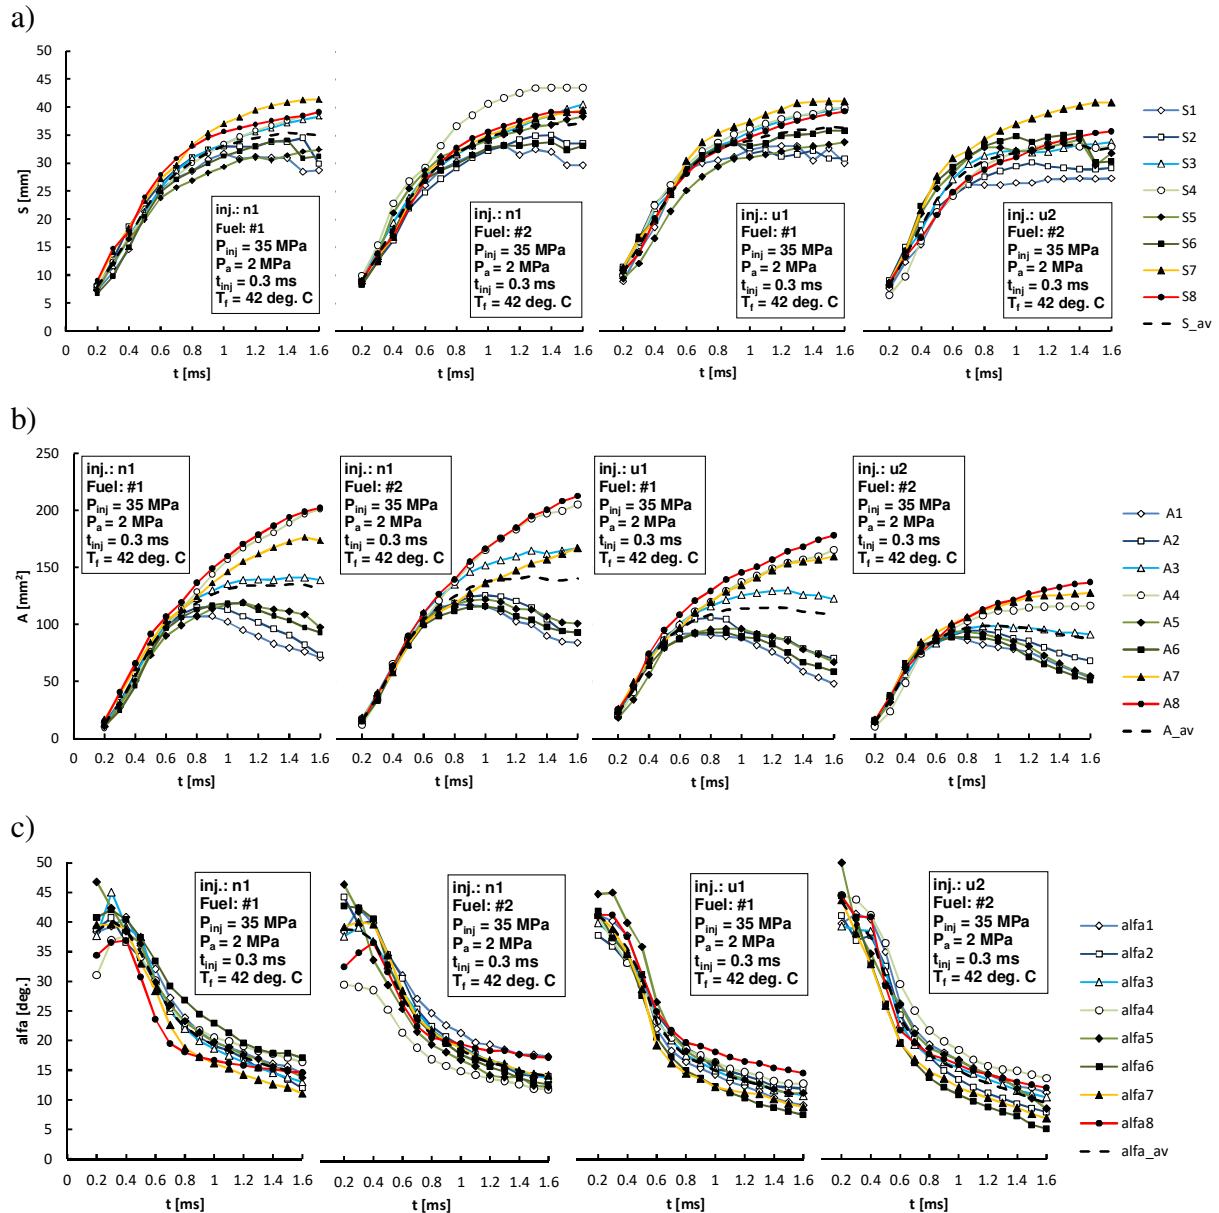 a)
50
45
40
35
30
25
20
15
10
5
0
S [mm]
inj.: n1
Fuel: #1
Pinj = 35 MPa
Pa = 2 MPa
tinj = 0.3 ms
Tf = 42 deg. C
inj.: n1
Fuel: #2
Pinj = 35 MPa
Pa = 2 MPa
tinj = 0.3 ms
Tf = 42 deg. C
inj.: u1
Fuel: #1
Pinj = 35 MPa
Pa = 2 MPa
tinj = 0.3 ms
Tf = 42 deg. C
inj.: u2
Fuel: #2
Pinj = 35 MPa
Pa = 2 MPa
tinj = 0.3 ms
Tf = 42 deg. C
S1
S2
S3
S4
S5
S6
S7
S8
S_av
0 0.2 0.4 0.6 0.8 1 1.2 1.4 1.6 0.2 0.4 0.6 0.8 1 1.2 1.4 1.6 0.2 0.4 0.6 0.8 1 1.2 1.4 1.6 0.2 0.4 0.6 0.8 1 1.2 1.4 1.6
t [ms] t [ms] t [ms] t [ms]
b)
250
200
150
100
50
0
A [mm²]
inj.: n1
Fuel: #1
Pinj = 35 MPa
Pa = 2 MPa
tinj = 0.3 ms
Tf = 42 deg. C
inj.: n1
Fuel: #2
Pinj = 35 MPa
Pa = 2 MPa
tinj = 0.3 ms
Tf = 42 deg. C
inj.: u1
Fuel: #1
Pinj = 35 MPa
Pa = 2 MPa
tinj = 0.3 ms
Tf = 42 deg. C
inj.: u2
Fuel: #2
Pinj = 35 MPa
Pa = 2 MPa
tinj = 0.3 ms
Tf = 42 deg. C
A1
A2
A3
A4
A5
A6
A7
A8
A_av
0 0.2 0.4 0.6 0.8 1 1.2 1.4 1.6 0.2 0.4 0.6 0.8 1 1.2 1.4 1.6 0.2 0.4 0.6 0.8 1 1.2 1.4 1.6 0.2 0.4 0.6 0.8 1 1.2 1.4 1.6
t [ms] t [ms] t [ms] t [ms]
c)
50
45
40
35
30
25
20
15
10
5
0
alfa [deg.]
inj.: n1
Fuel: #1
Pinj = 35 MPa
Pa = 2 MPa
tinj = 0.3 ms
Tf = 42 deg. C
inj.: n1
Fuel: #2
Pinj = 35 MPa
Pa = 2 MPa
tinj = 0.3 ms
Tf = 42 deg. C
inj.: u1
Fuel: #1
Pinj = 35 MPa
Pa = 2 MPa
tinj = 0.3 ms
Tf = 42 deg. C
inj.: u2
Fuel: #2
Pinj = 35 MPa
Pa = 2 MPa
tinj = 0.3 ms
Tf = 42 deg. C
alfa1
alfa2
alfa3
alfa4
alfa5
alfa6
alfa7
alfa8
alfa_av
0 0.2 0.4 0.6 0.8 1 1.2 1.4 1.6 0.2 0.4 0.6 0.8 1 1.2 1.4 1.6 0.2 0.4 0.6 0.8 1 1.2 1.4 1.6 0.2 0.4 0.6 0.8 1 1.2 1.4 1.6
t [ms] t [ms] t [ms] t [ms]